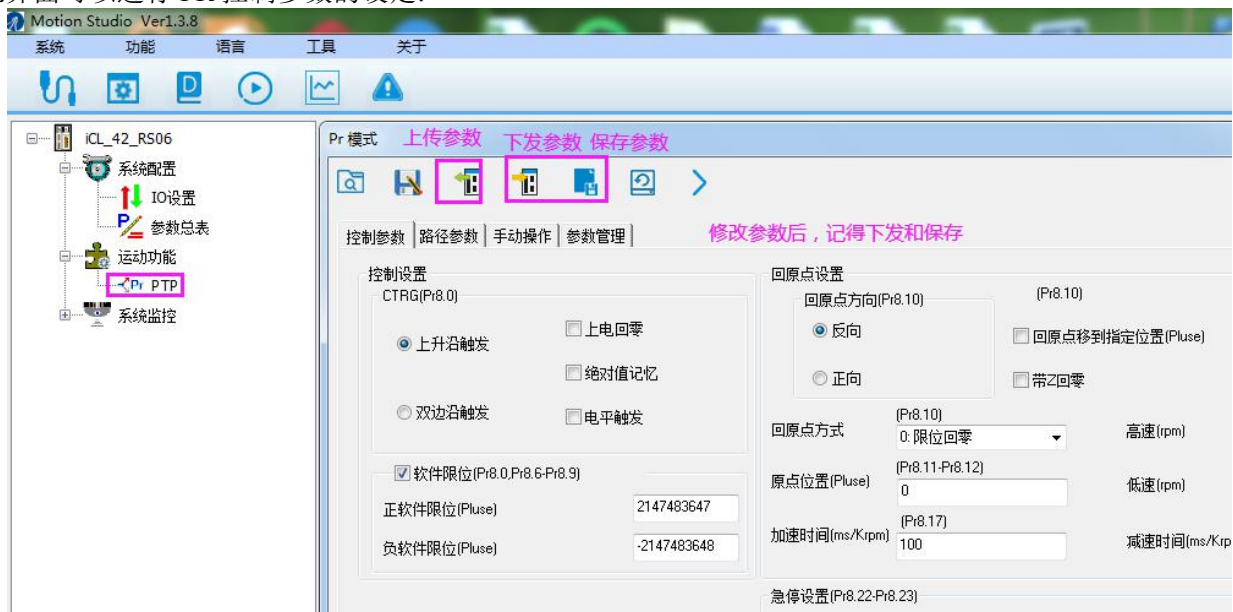 Motion Studio Ver1.3.8
系统 功能 语言 工具 关于
iCL_42_RS06
系统配置
IO设置
参数总表
运动功能
PTP
系统监控
Pr模式 上传参数 下发参数 保存参数
控制参数 路径参数 手动操作 参数管理 修改参数后，记得下发和保存
控制设置
CTRG(Pr8.0)
上升沿触发
上电回零
绝对值记忆
双边沿触发
电平触发
软件限位(Pr8.0,Pr8.6-Pr8.9)
正软件限位(Pluse) 2147483647
负软件限位(Pluse) -2147483648
回原点设置
回原点方向(Pr8.10) (Pr8.10)
反向 回原点移到指定位置(Pluse)
正向 带Z回零
(Pr8.10)
回原点方式 0:限位回零 高速(rpm)
(Pr8.11-Pr8.12)
原点位置(Pluse) 0 低速(rpm)
(Pr8.17)
加速时间(ms/Krpm) 100 减速时间(ms/Krp
急停设置(Pr8.22-Pr8.23)